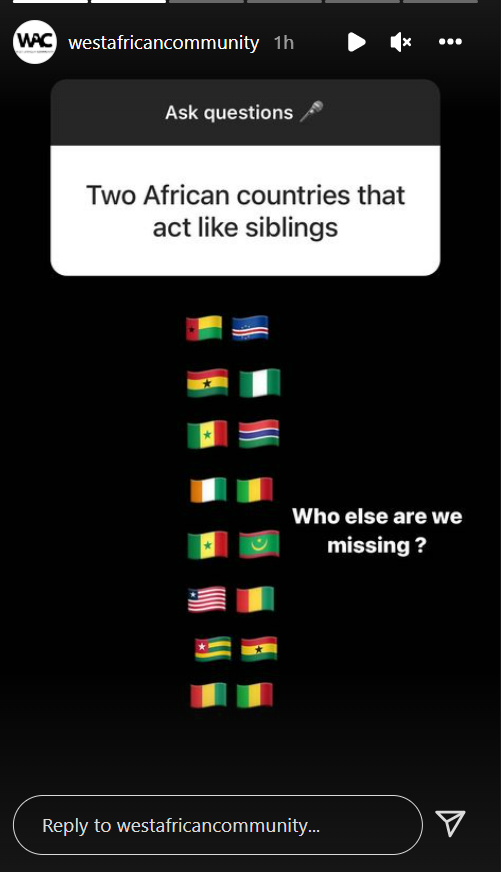 WAC
westafricancommunity 1h
Ask questions 🎤
Two African countries that
act like siblings
🇬🇼 🇨🇻
🇬🇭 🇳🇬
🇸🇳 🇬🇲
🇨🇮 🇲🇱
Who else are we
missing ?
🇸🇳 🇲🇷
🇱🇷 🇬🇳
🇹🇬 🇬🇭
🇬🇳 🇲🇱
Reply to westafricancommunity...